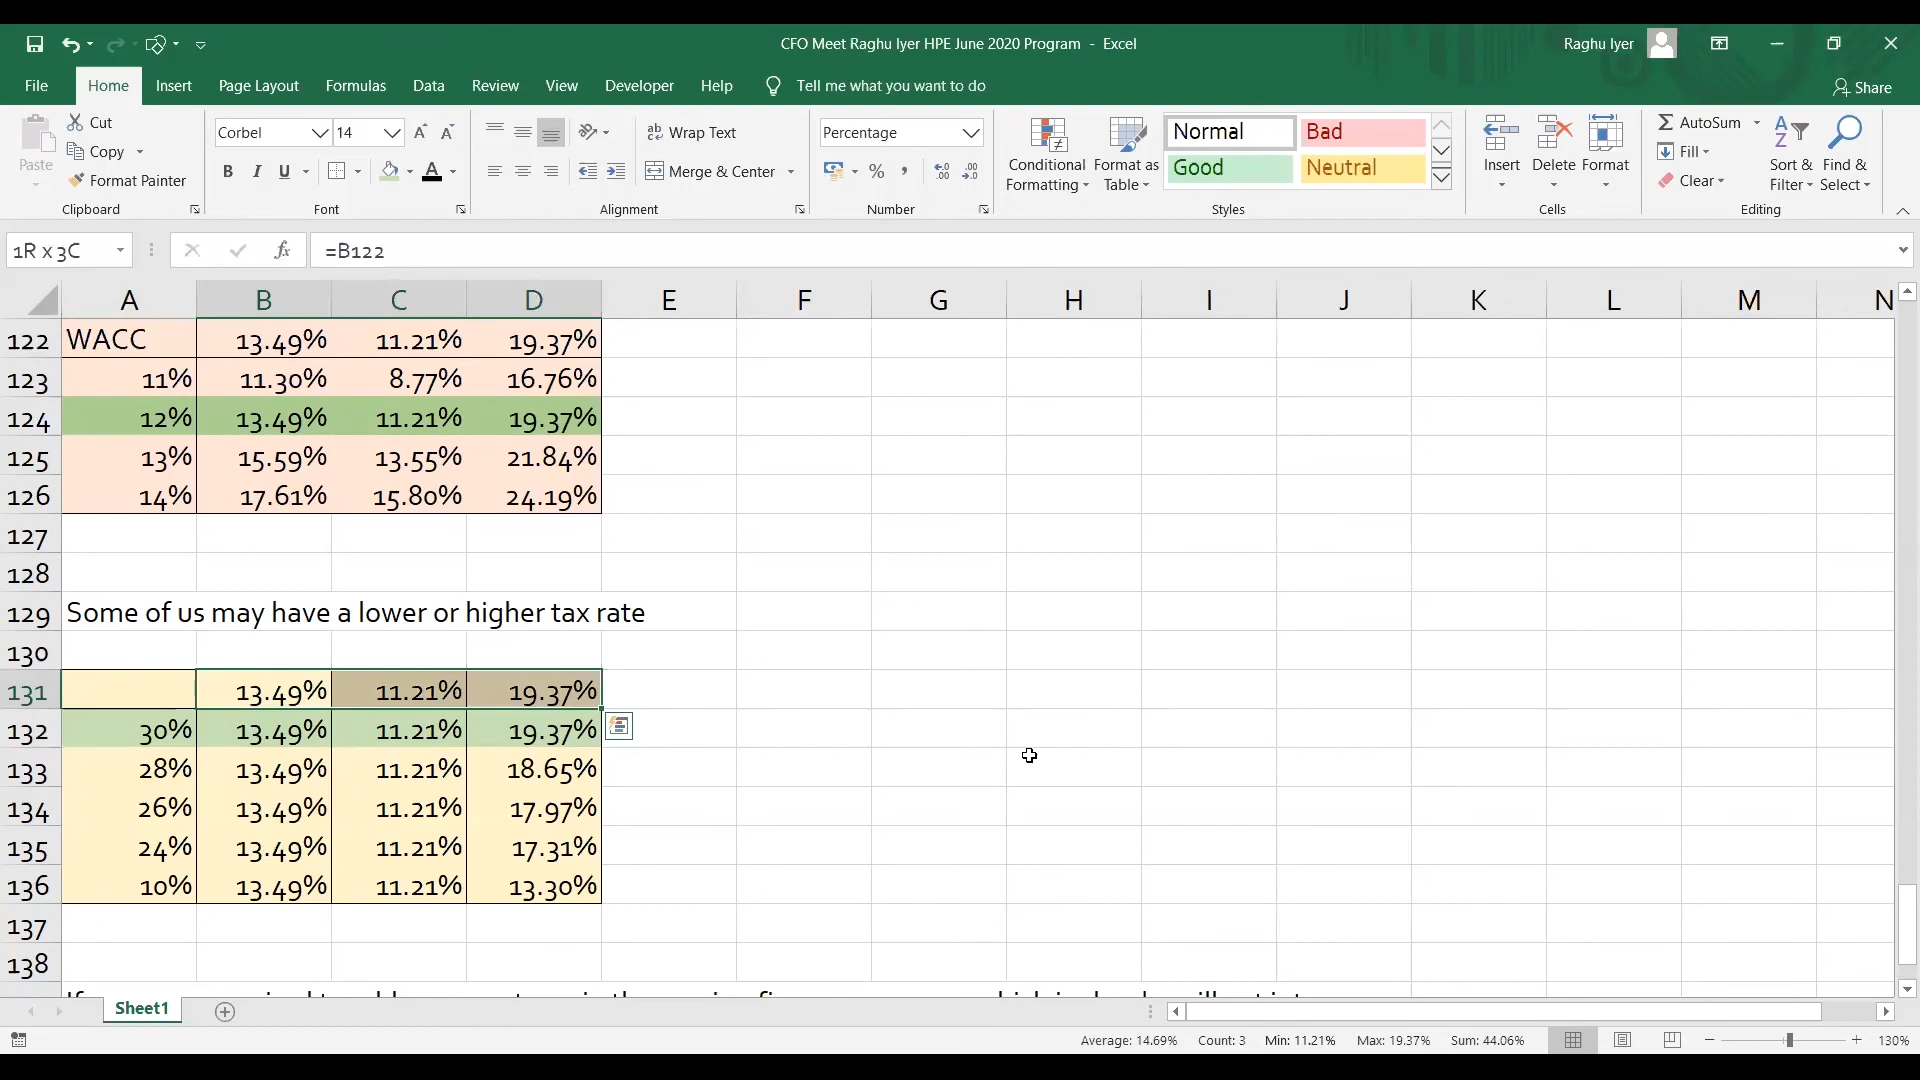 CFO Meet Raghu Iyer HPE June 2020 Program - Excel
Raghu Iyer
File Home Insert Page Layout Formulas Data Review View Developer Help Tell me what you want to do
Share
Paste
Cut
Copy
Format Painter
Clipboard
Corbel 14
B I U
Font
Wrap Text
Merge & Center
Alignment
Percentage
%
Number
Conditional Formatting
Format as Table
Normal Bad
Good Neutral
Styles
Insert Delete Format
Cells
AutoSum
Fill
Clear
Sort & Filter
Find & Select
Editing
1R x 3C fx =B122
A B C D E F G H I J K L M N
122 WACC 13.49% 11.21% 19.37%
123 11% 11.30% 8.77% 16.76%
124 12% 13.49% 11.21% 19.37%
125 13% 15.59% 13.55% 21.84%
126 14% 17.61% 15.80% 24.19%
127
128
129 Some of us may have a lower or higher tax rate
130
131 13.49% 11.21% 19.37%
132 30% 13.49% 11.21% 19.37%
133 28% 13.49% 11.21% 18.65%
134 26% 13.49% 11.21% 17.97%
135 24% 13.49% 11.21% 17.31%
136 10% 13.49% 11.21% 13.30%
137
138
Sheet1
Average: 14.69% Count: 3 Min: 11.21% Max: 19.37% Sum: 44.06% 130%